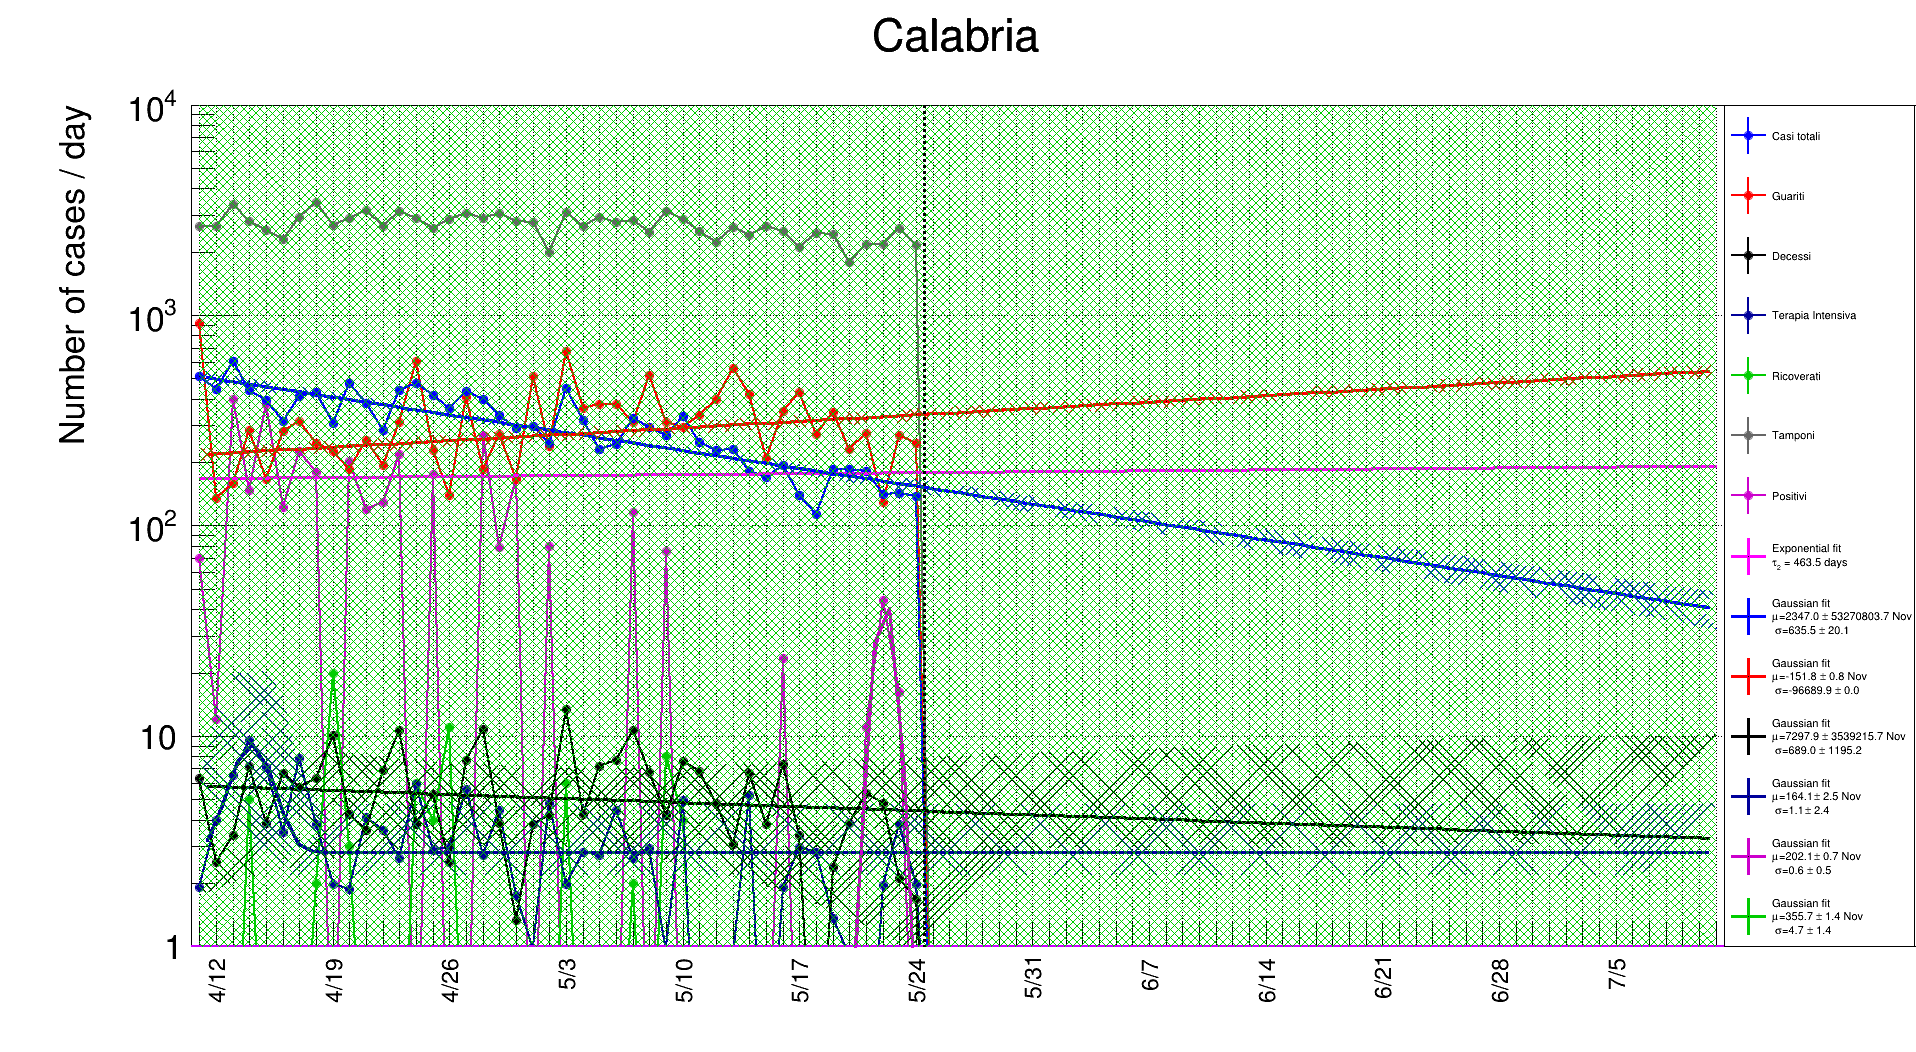 Calabria
Number of cases / day
10^4
10^3
10^2
10
1
4/12
4/19
4/26
5/3
5/10
5/17
5/24
5/31
6/7
6/14
6/21
6/28
7/5
Casi totali
Guariti
Decessi
Terapia Intensiva
Ricoverati
Tamponi
Positivi
Exponential fit
τ_2 = 463.5 days
Gaussian fit
μ=2347.0 ± 53270803.7 Nov
σ=635.5 ± 20.1
Gaussian fit
μ=-151.8 ± 0.8 Nov
σ=-96689.9 ± 0.0
Gaussian fit
μ=7297.9 ± 3539215.7 Nov
σ=689.0 ± 1195.2
Gaussian fit
μ=164.1 ± 2.5 Nov
σ=1.1 ± 2.4
Gaussian fit
μ=202.1 ± 0.7 Nov
σ=0.6 ± 0.5
Gaussian fit
μ=355.7 ± 1.4 Nov
σ=4.7 ± 1.4